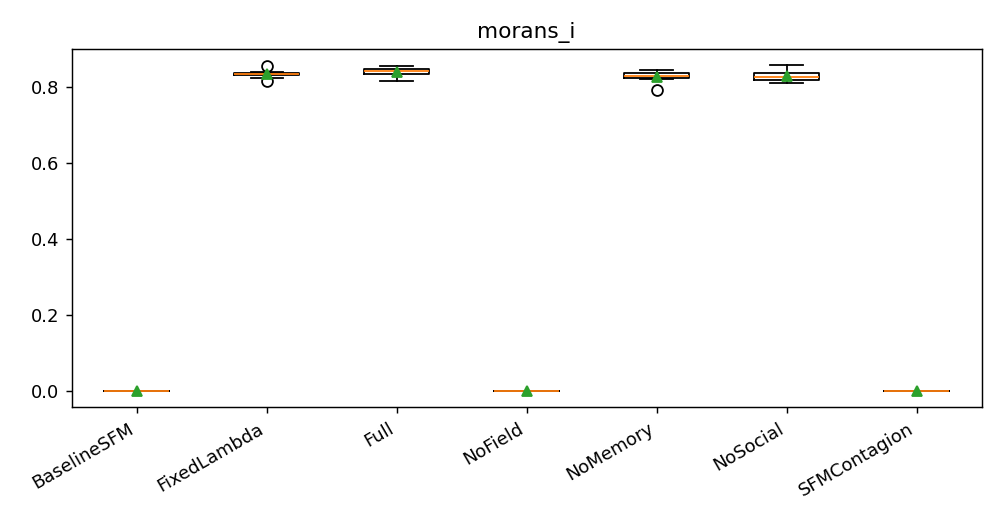 morans_i
0.8
0.6
0.4
0.2
0.0
BaselineSFM
FixedLambda
Full
NoField
NoMemory
NoSocial
SFMContagion